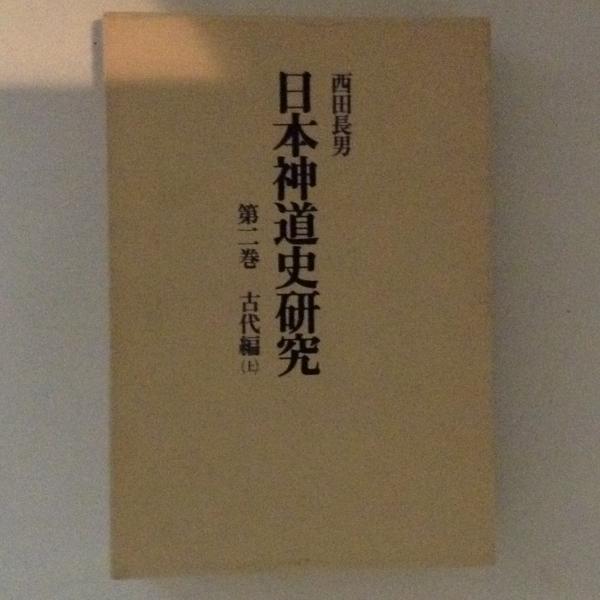 西田長男
日本神道史研究
第二巻 古代編(上)